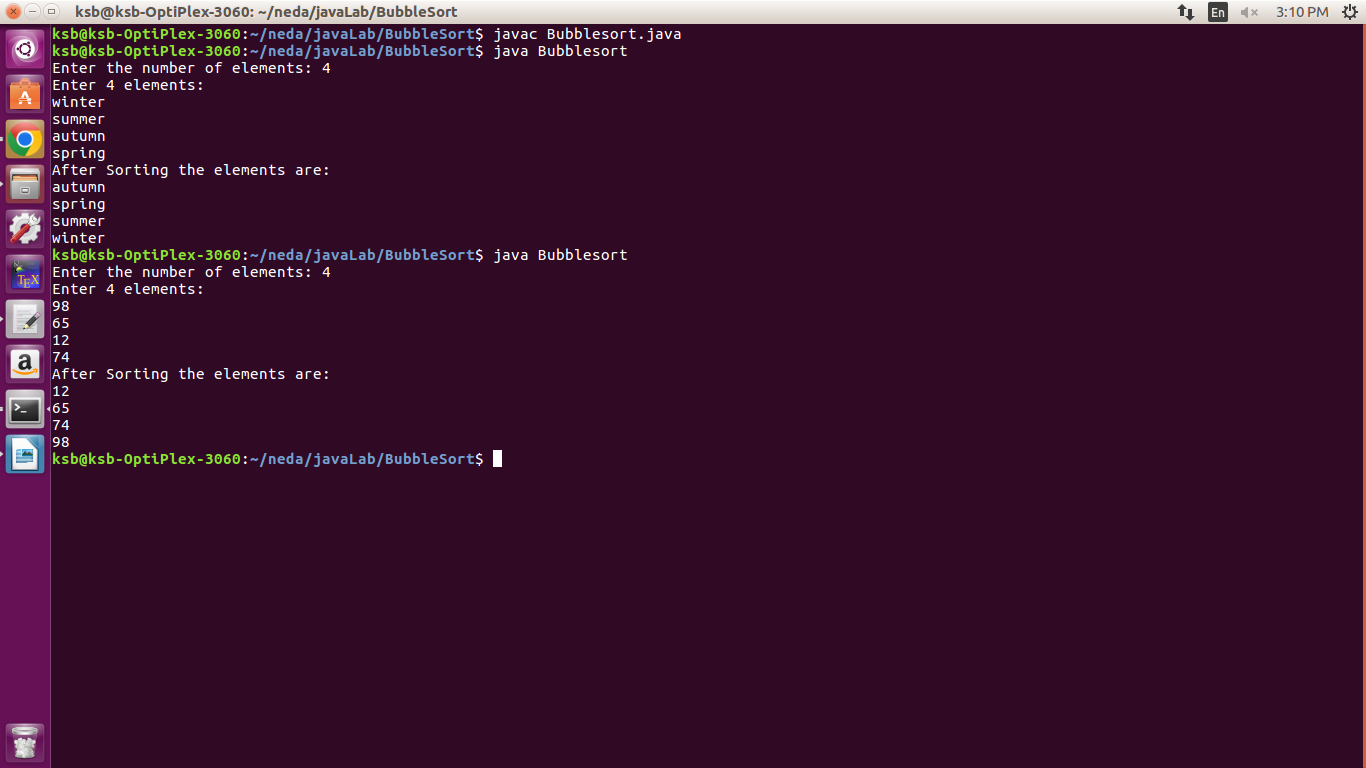 ksb@ksb-OptiPlex-3060: ~/neda/javaLab/BubbleSort
En
3:10 PM
ksb@ksb-OptiPlex-3060:~/neda/javaLab/BubbleSort$ javac Bubblesort.java
ksb@ksb-OptiPlex-3060:~/neda/javaLab/BubbleSort$ java Bubblesort
Enter the number of elements: 4
Enter 4 elements:
winter
summer
autumn
spring
After Sorting the elements are:
autumn
spring
summer
winter
ksb@ksb-OptiPlex-3060:~/neda/javaLab/BubbleSort$ java Bubblesort
Enter the number of elements: 4
Enter 4 elements:
98
65
12
74
After Sorting the elements are:
12
65
74
98
ksb@ksb-OptiPlex-3060:~/neda/javaLab/BubbleSort$
A
TEX
a
>_